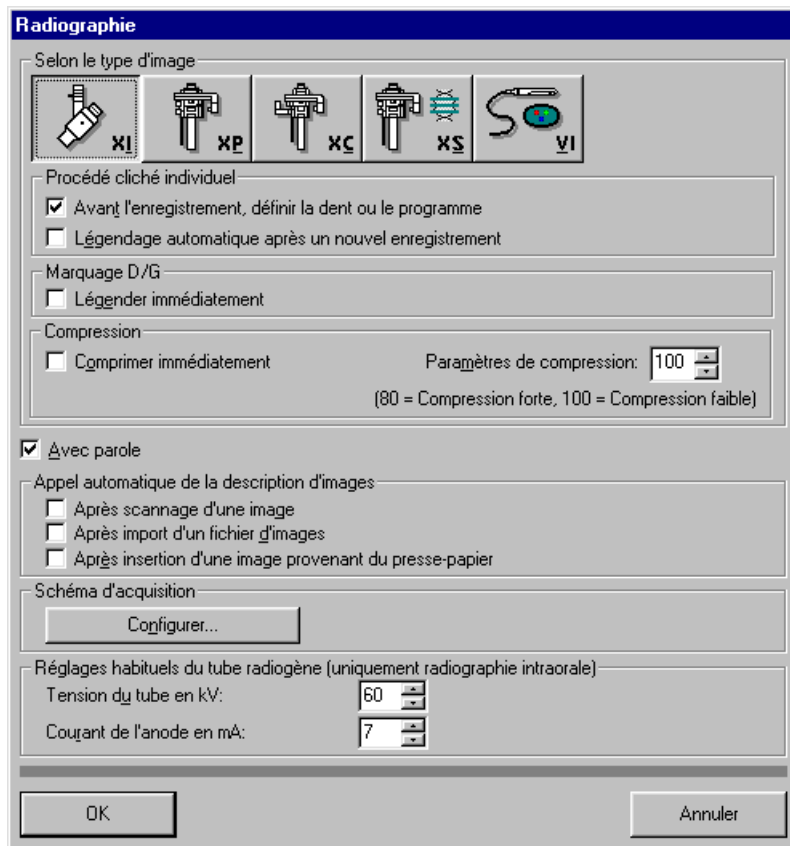 Radiographie
Selon le type d'image
XI XP XC XS VI
Procédé cliché individuel
Avant l'enregistrement, définir la dent ou le programme
Légendage automatique après un nouvel enregistrement
Marquage D/G
Légender immédiatement
Compression
Comprimer immédiatement Paramètres de compression: 100
(80 = Compression forte, 100 = Compression faible)
Avec parole
Appel automatique de la description d'images
Après scannage d'une image
Après import d'un fichier d'images
Après insertion d'une image provenant du presse-papier
Schéma d'acquisition
Configurer...
Réglages habituels du tube radiogène (uniquement radiographie intraorale)
Tension du tube en kV: 60
Courant de l'anode en mA: 7
OK Annuler